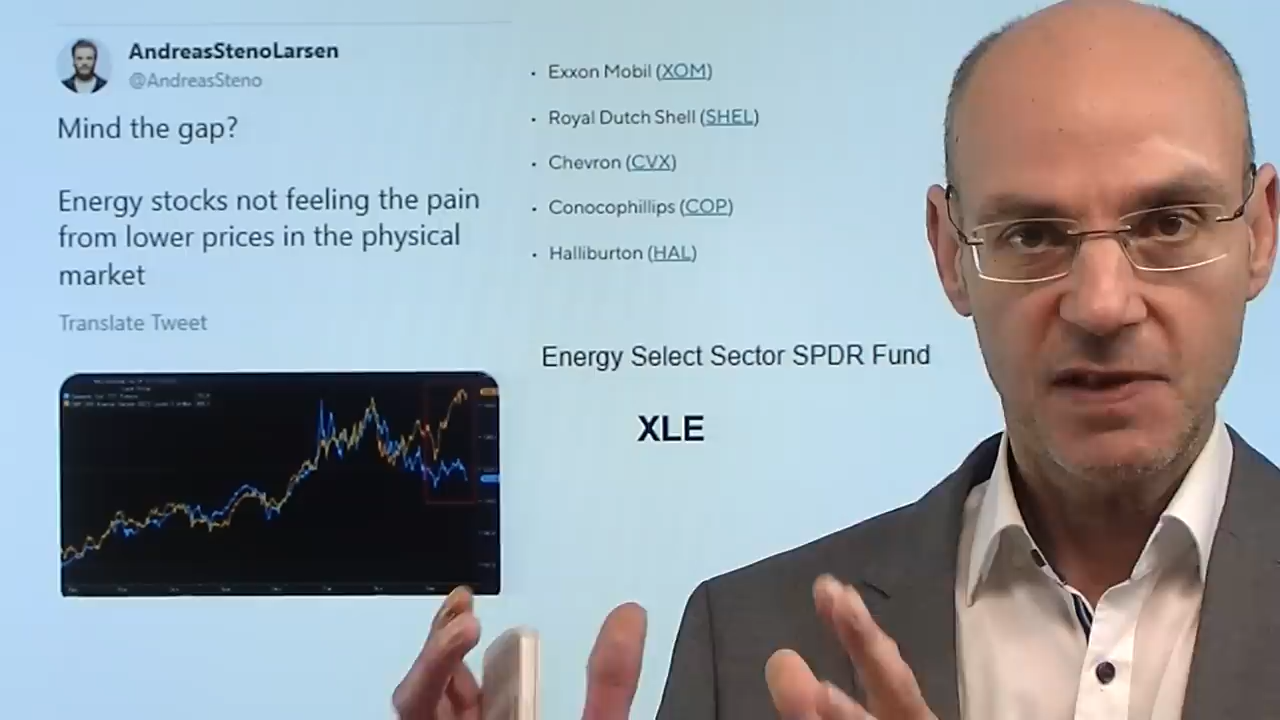 AndreasStenoLarsen
@AndreasSteno
Mind the gap?
Energy stocks not feeling the pain
from lower prices in the physical
market
Translate Tweet
• Exxon Mobil (XOM)
• Royal Dutch Shell (SHEL)
• Chevron (CVX)
• Conocophillips (COP)
• Halliburton (HAL)
Energy Select Sector SPDR Fund
XLE